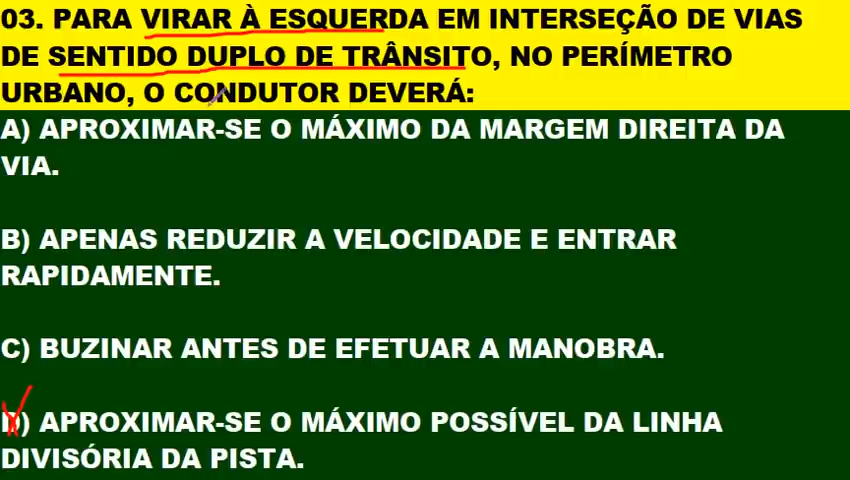 03. PARA VIRAR À ESQUERDA EM INTERSEÇÃO DE VIAS
DE SENTIDO DUPLO DE TRÂNSITO, NO PERÍMETRO
URBANO, O CONDUTOR DEVERÁ:
A) APROXIMAR-SE O MÁXIMO DA MARGEM DIREITA DA
VIA.
B) APENAS REDUZIR A VELOCIDADE E ENTRAR
RAPIDAMENTE.
C) BUZINAR ANTES DE EFETUAR A MANOBRA.
D) APROXIMAR-SE O MÁXIMO POSSÍVEL DA LINHA
DIVISÓRIA DA PISTA.